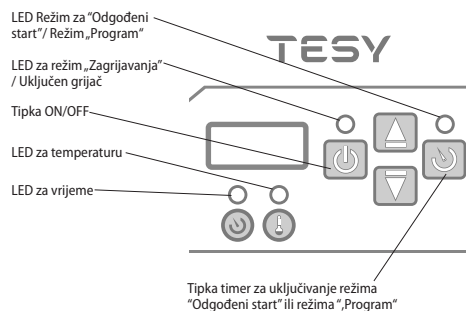 LED Režim za “Odgođeni
start“/ Režim „Program“
TESY
LED za režim „Zagrijavanja”
/ Uključen grijač
Tipka ON/OFF
LED za temperaturu
LED za vrijeme
Tipka timer za uključivanje režima
“Odgođeni start” ili režima “,Program“